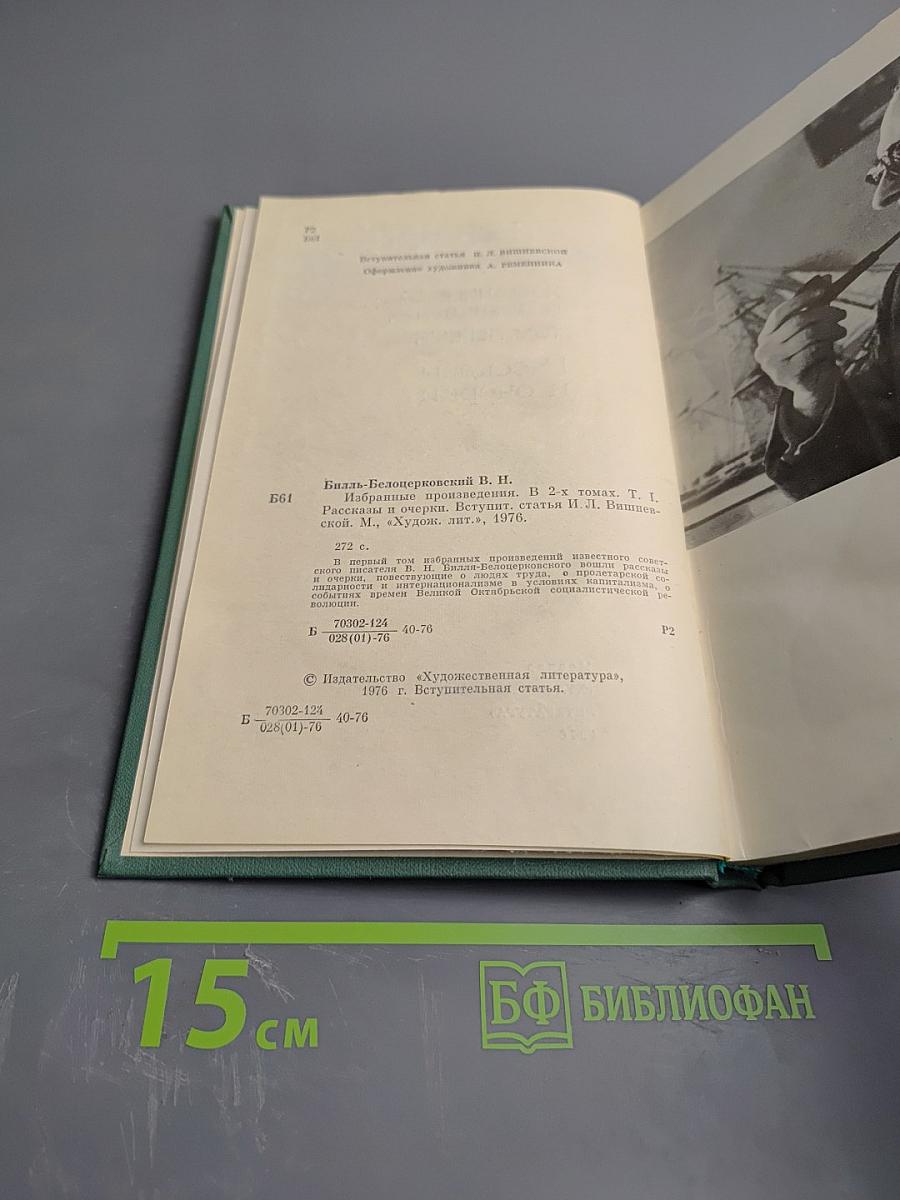 Р2
Б61
Вступительная статья И. Л. ВИШНЕВСКОЙ
Оформление художника А. РЕМЕННИКА
Билль-Белоцерковский В. Н.
Б61
Избранные произведения. В 2-х томах. Т. I.
Рассказы и очерки. Вступит. статья И. Л. Вишнев-
ской. М., «Худож. лит.», 1976.
272 с.
В первый том избранных произведений известного совет-
ского писателя В. Н. Билля-Белоцерковского вошли рассказы
и очерки, повествующие о людях труда, о пролетарской со-
лидарности и интернационализме в условиях капитализма, о
событиях времен Великой Октябрьской социалистической ре-
волюции.
Б 70302-124 40-76 Р2
028(01)-76
© Издательство «Художественная литература»,
1976 г. Вступительная статья.
Б 70302-124 40-76
028(01)-76
15 см
БФ БИБЛИОФАН